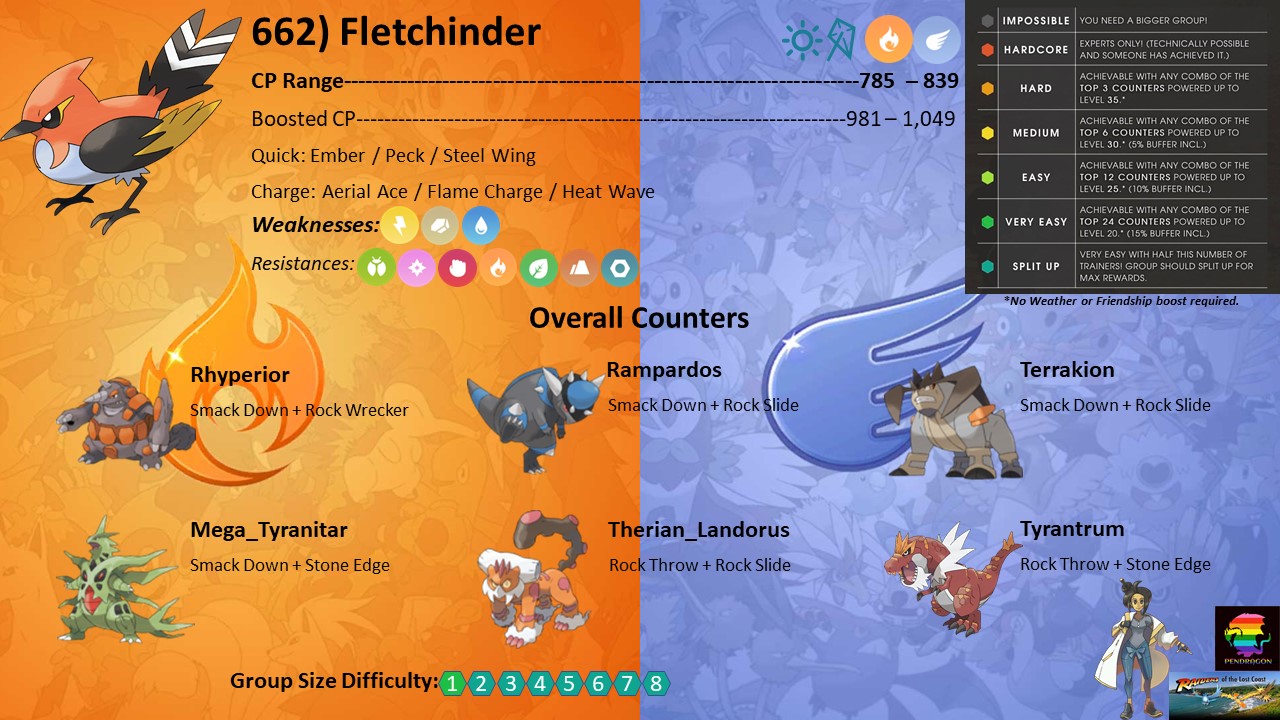 662) Fletchinder
CP Range--------------------------------------------------------------------------785 – 839
Boosted CP----------------------------------------------------------------------981 – 1,049
Quick: Ember / Peck / Steel Wing
Charge: Aerial Ace / Flame Charge / Heat Wave
Weaknesses:
Resistances:
IMPOSSIBLE YOU NEED A BIGGER GROUP!
HARDCORE EXPERTS ONLY! (TECHNICALLY POSSIBLE
AND SOMEONE HAS ACHIEVED IT.)
HARD ACHIEVABLE WITH ANY COMBO OF THE
TOP 3 COUNTERS POWERED UP TO
LEVEL 35.*
MEDIUM ACHIEVABLE WITH ANY COMBO OF THE
TOP 6 COUNTERS POWERED UP TO
LEVEL 30.* (5% BUFFER INCL.)
EASY ACHIEVABLE WITH ANY COMBO OF THE
TOP 12 COUNTERS POWERED UP TO
LEVEL 25.* (10% BUFFER INCL.)
VERY EASY ACHIEVABLE WITH ANY COMBO OF THE
TOP 24 COUNTERS POWERED UP TO
LEVEL 20.* (15% BUFFER INCL.)
SPLIT UP VERY EASY WITH HALF THIS NUMBER OF
TRAINERS! GROUP SHOULD SPLIT UP FOR
MAX REWARDS.
*No Weather or Friendship boost required.
Overall Counters
Rhyperior
Smack Down + Rock Wrecker
Rampardos
Smack Down + Rock Slide
Terrakion
Smack Down + Rock Slide
Mega_Tyranitar
Smack Down + Stone Edge
Therian_Landorus
Rock Throw + Rock Slide
Tyrantrum
Rock Throw + Stone Edge
Group Size Difficulty: 1 2 3 4 5 6 7 8
PENDRAGON
RAIDERS of the Lost Coast